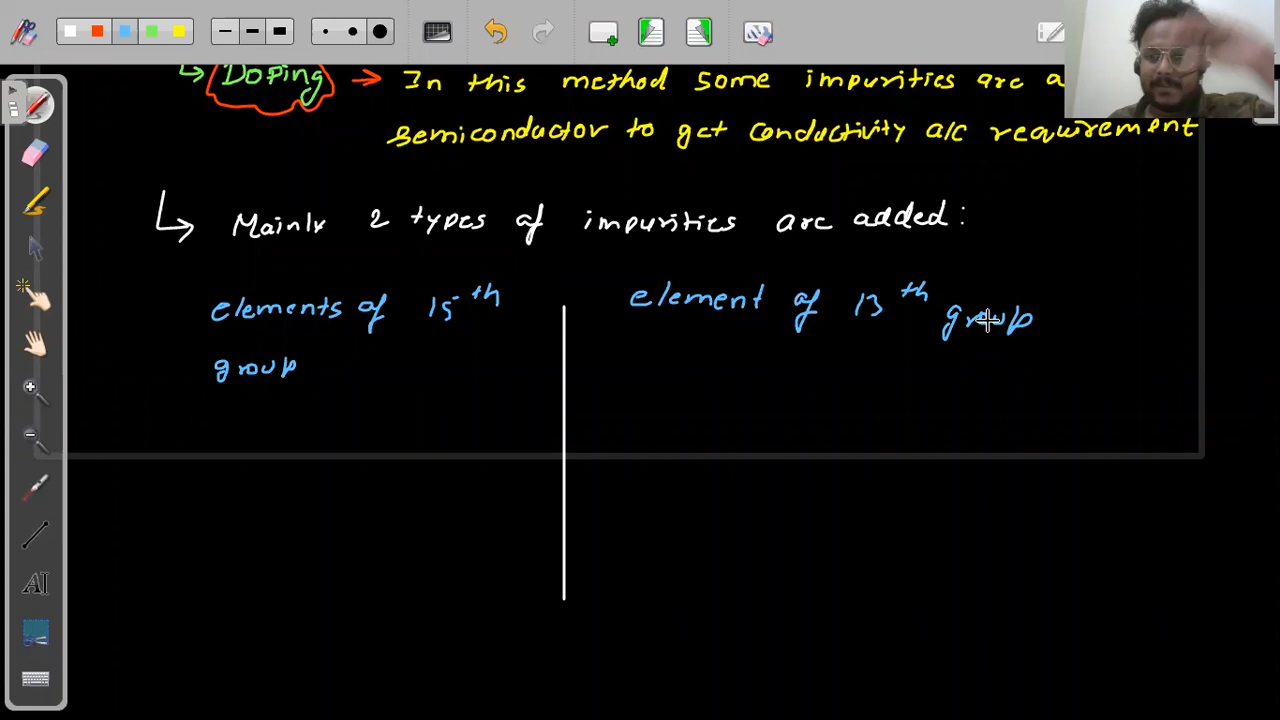 Doping → In this method some impurities are a
semiconductor to get conductivity a/c requirement
↳ Mainly 2 types of impurities are added:
elements of 15th
group
element of 13th group
AI